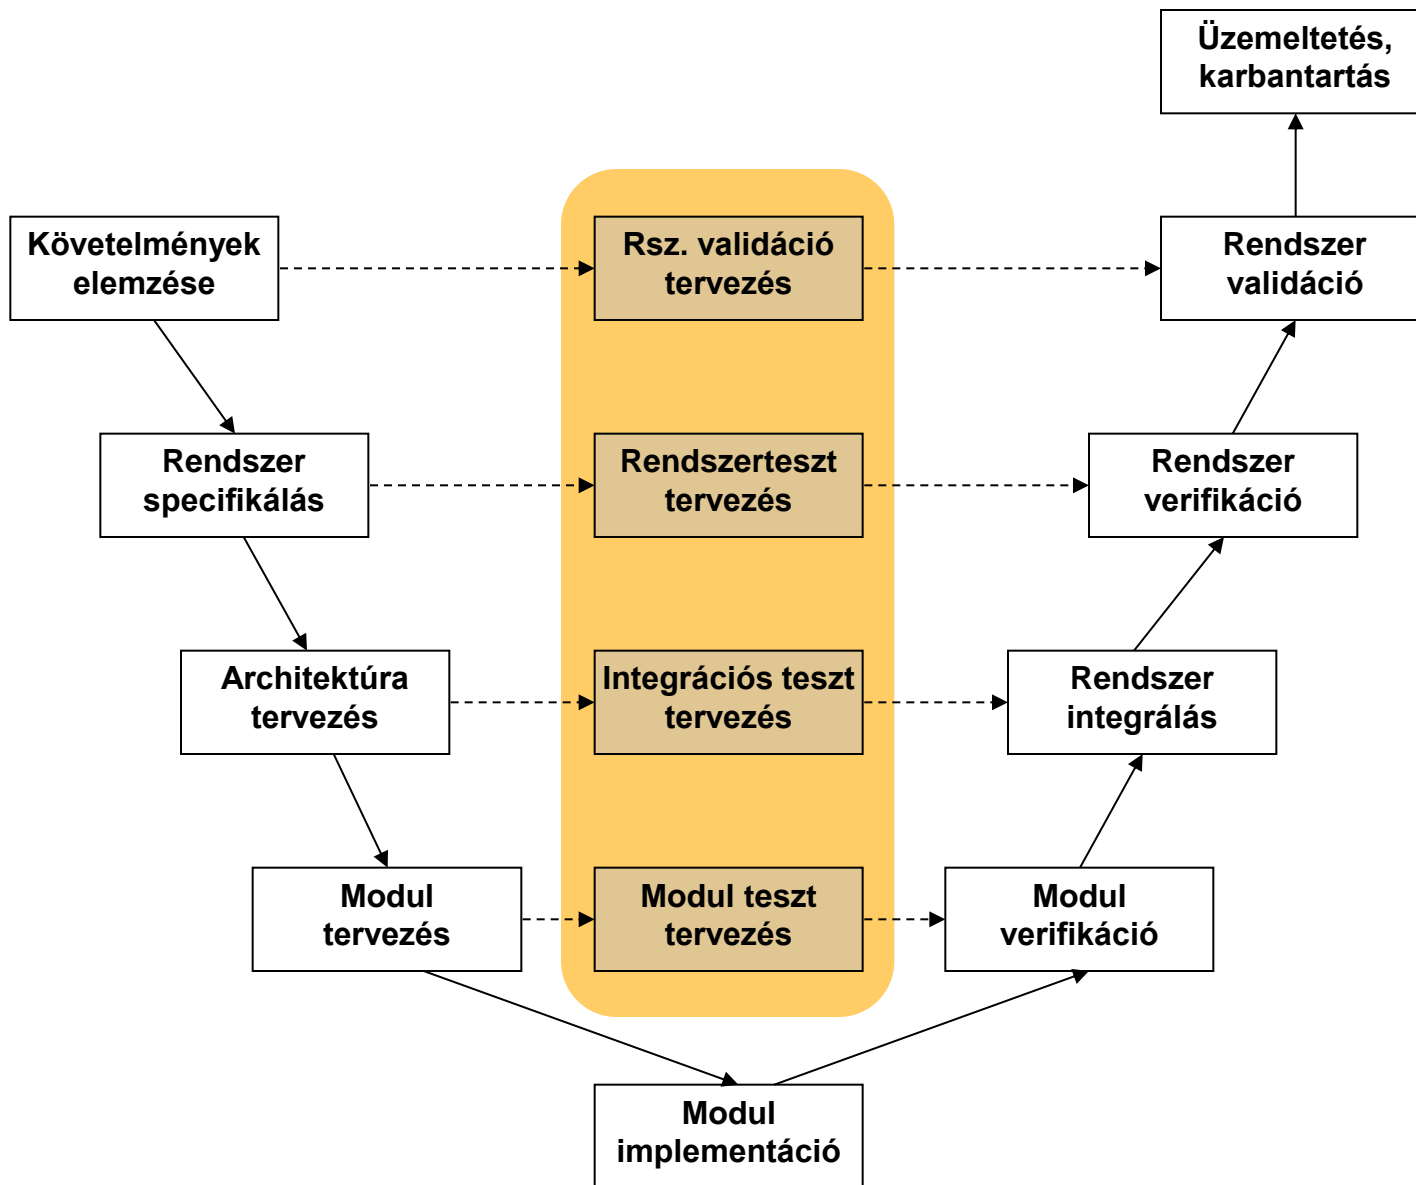 Üzemeltetés,
karbantartás
Követelmények
elemzése
Rsz. validáció
tervezés
Rendszer
validáció
Rendszer
specifikálás
Rendszerteszt
tervezés
Rendszer
verifikáció
Architektúra
tervezés
Integrációs teszt
tervezés
Rendszer
integrálás
Modul
tervezés
Modul teszt
tervezés
Modul
verifikáció
Modul
implementáció